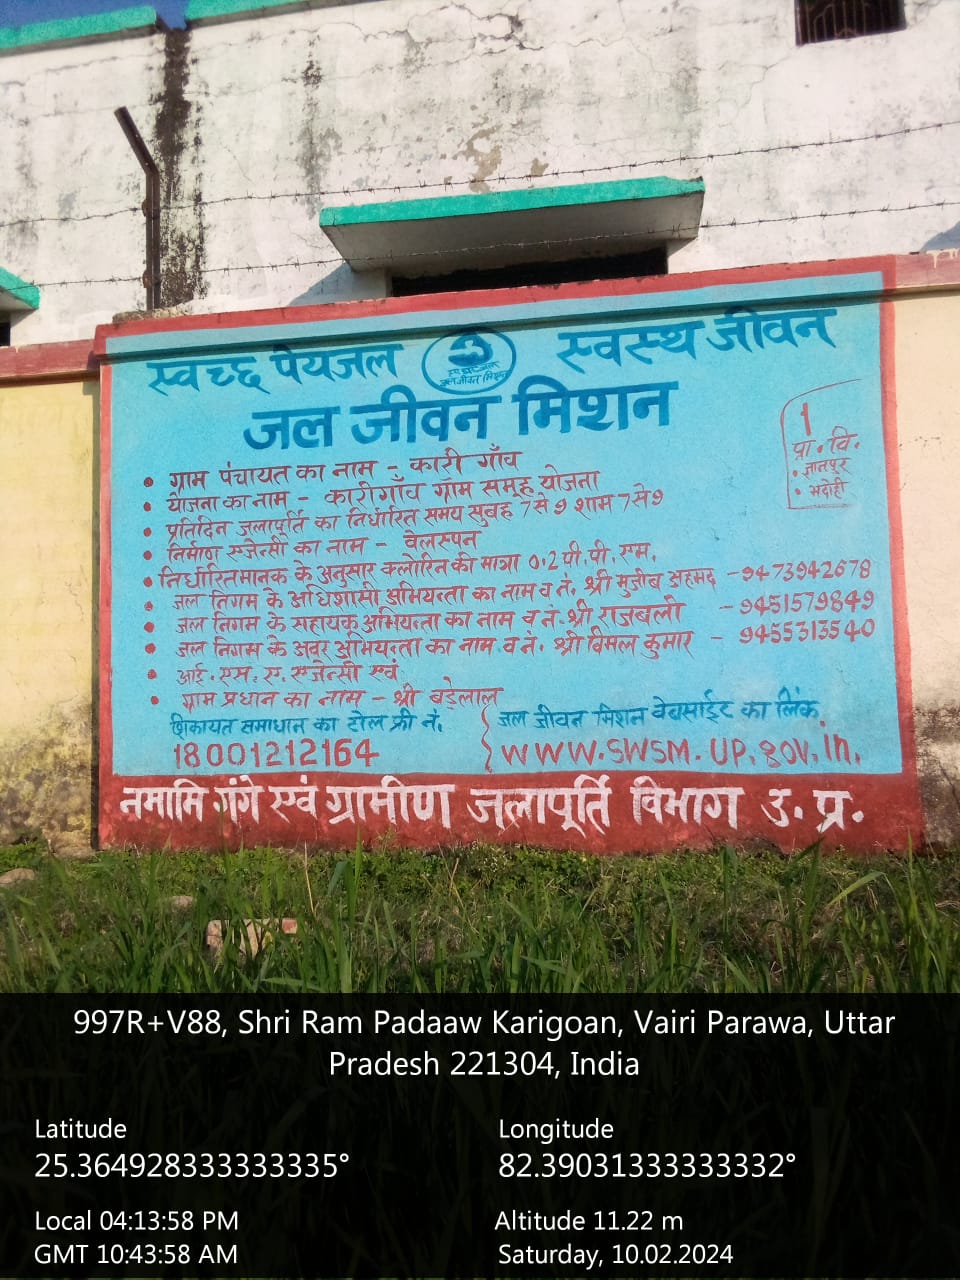 स्वच्छ पेयजल स्वस्थ जीवन
जल जीवन मिशन
जल जीवन मिशन
1
प्रा. वि.
• ज्ञानपुर
• भदोही
• ग्राम पंचायत का नाम - कारी गाँव
• योजना का नाम - कारीगाँव ग्राम समूह योजना
• प्रतिदिन जलापूर्ति का निर्धारित समय सुबह 7 से 9 शाम 7 से 9
• निर्माण एजेन्सी का नाम - वेलस्पन
• निर्धारित मानक के अनुसार क्लोरिन की मात्रा 0.2 पी. पी. एम.
• जल निगम के अधिशासी अभियन्ता का नाम व नं. श्री मुजीब अहमद - 9473942678
• जल निगम के सहायक अभियन्ता का नाम व नं. श्री राजबली - 9451579849
• जल निगम के अवर अभियन्ता का नाम व नं. श्री विमल कुमार - 9455313540
• आई. एस. ए. एजेन्सी एवं
• ग्राम प्रधान का नाम - श्री बड़ेलाल
शिकायत समाधान का टोल फ्री नं.
18001212164
जल जीवन मिशन वेबसाईट का लिंक.
www.SWSM.UP.gov.in.
नमामि गंगे एवं ग्रामीण जलापूर्ति विभाग उ. प्र.
997R+V88, Shri Ram Padaaw Karigoan, Vairi Parawa, Uttar
Pradesh 221304, India
Latitude
25.364928333333335°
Longitude
82.39031333333332°
Local 04:13:58 PM
GMT 10:43:58 AM
Altitude 11.22 m
Saturday, 10.02.2024